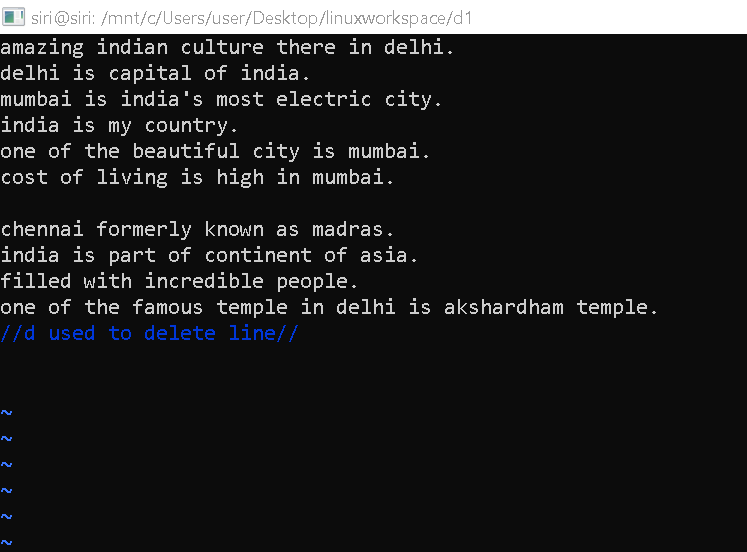 siri@siri: /mnt/c/Users/user/Desktop/linuxworkspace/d1
amazing indian culture there in delhi.
delhi is capital of india.
mumbai is india's most electric city.
india is my country.
one of the beautiful city is mumbai.
cost of living is high in mumbai.
chennai formerly known as madras.
india is part of continent of asia.
filled with incredible people.
one of the famous temple in delhi is akshardham temple.
//d used to delete line//
~
~
~
~
~
~